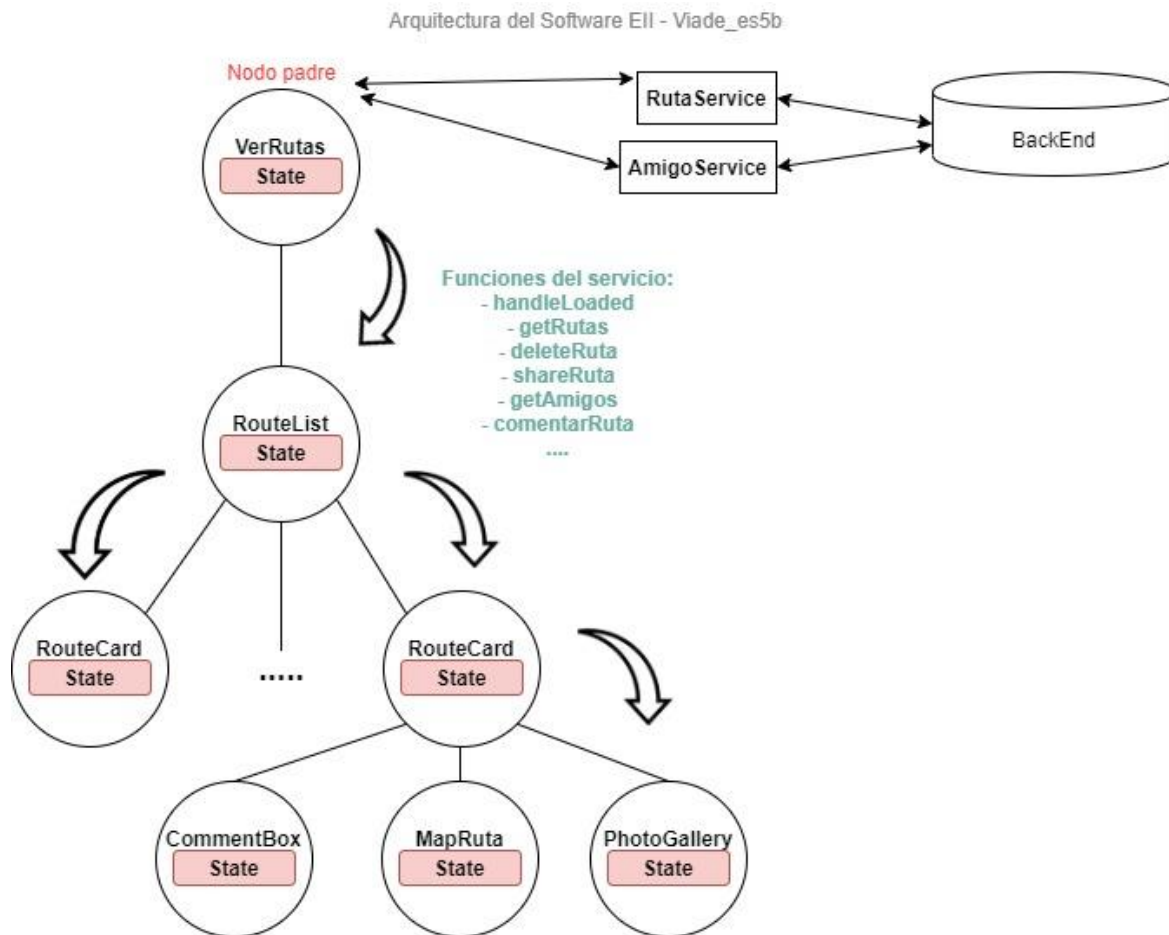 Arquitectura del Software EII - Viade_es5b
Nodo padre
VerRutas
State
RutaService
AmigoService
BackEnd
Funciones del servicio:
- handleLoaded
- getRutas
- deleteRuta
- shareRuta
- getAmigos
- comentarRuta
....
RouteList
State
RouteCard
State
.....
RouteCard
State
CommentBox
State
MapRuta
State
PhotoGallery
State